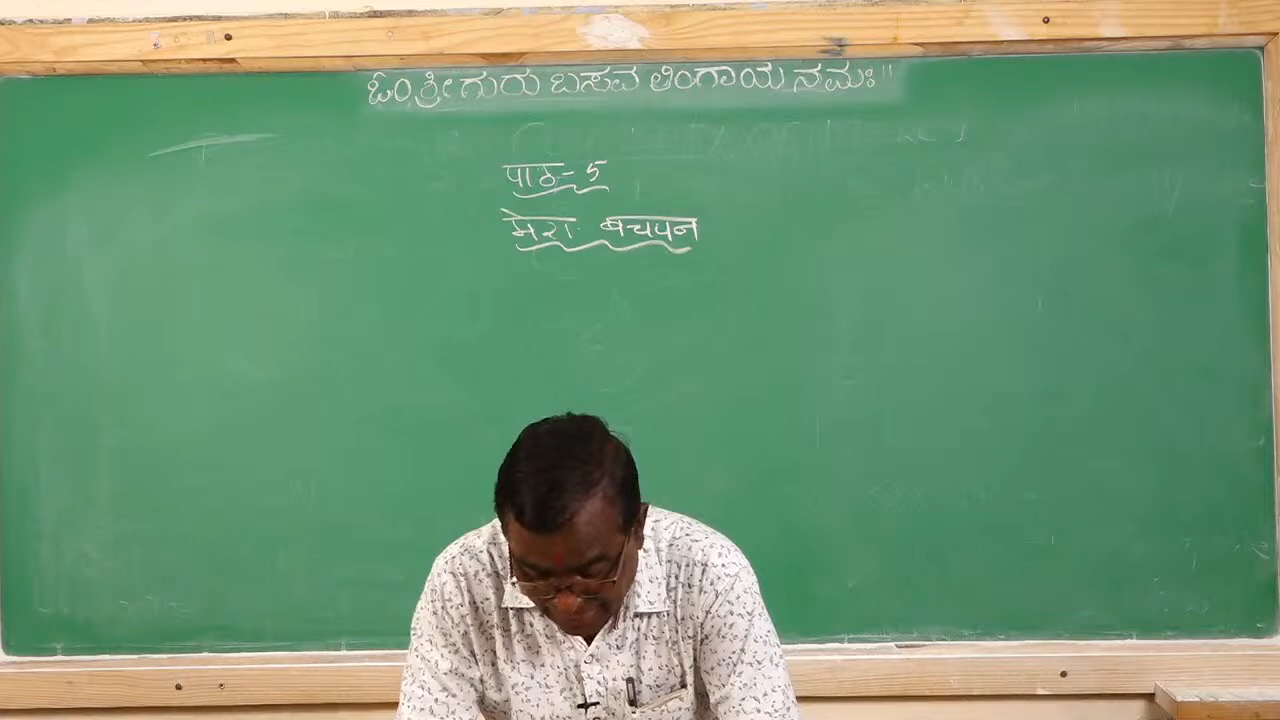 ಓಂ ಶ್ರೀ ಗುರು ಬಸವ ಲಿಂಗಾಯ ನಮಃ"
पाठ-5
मेरा बचपन